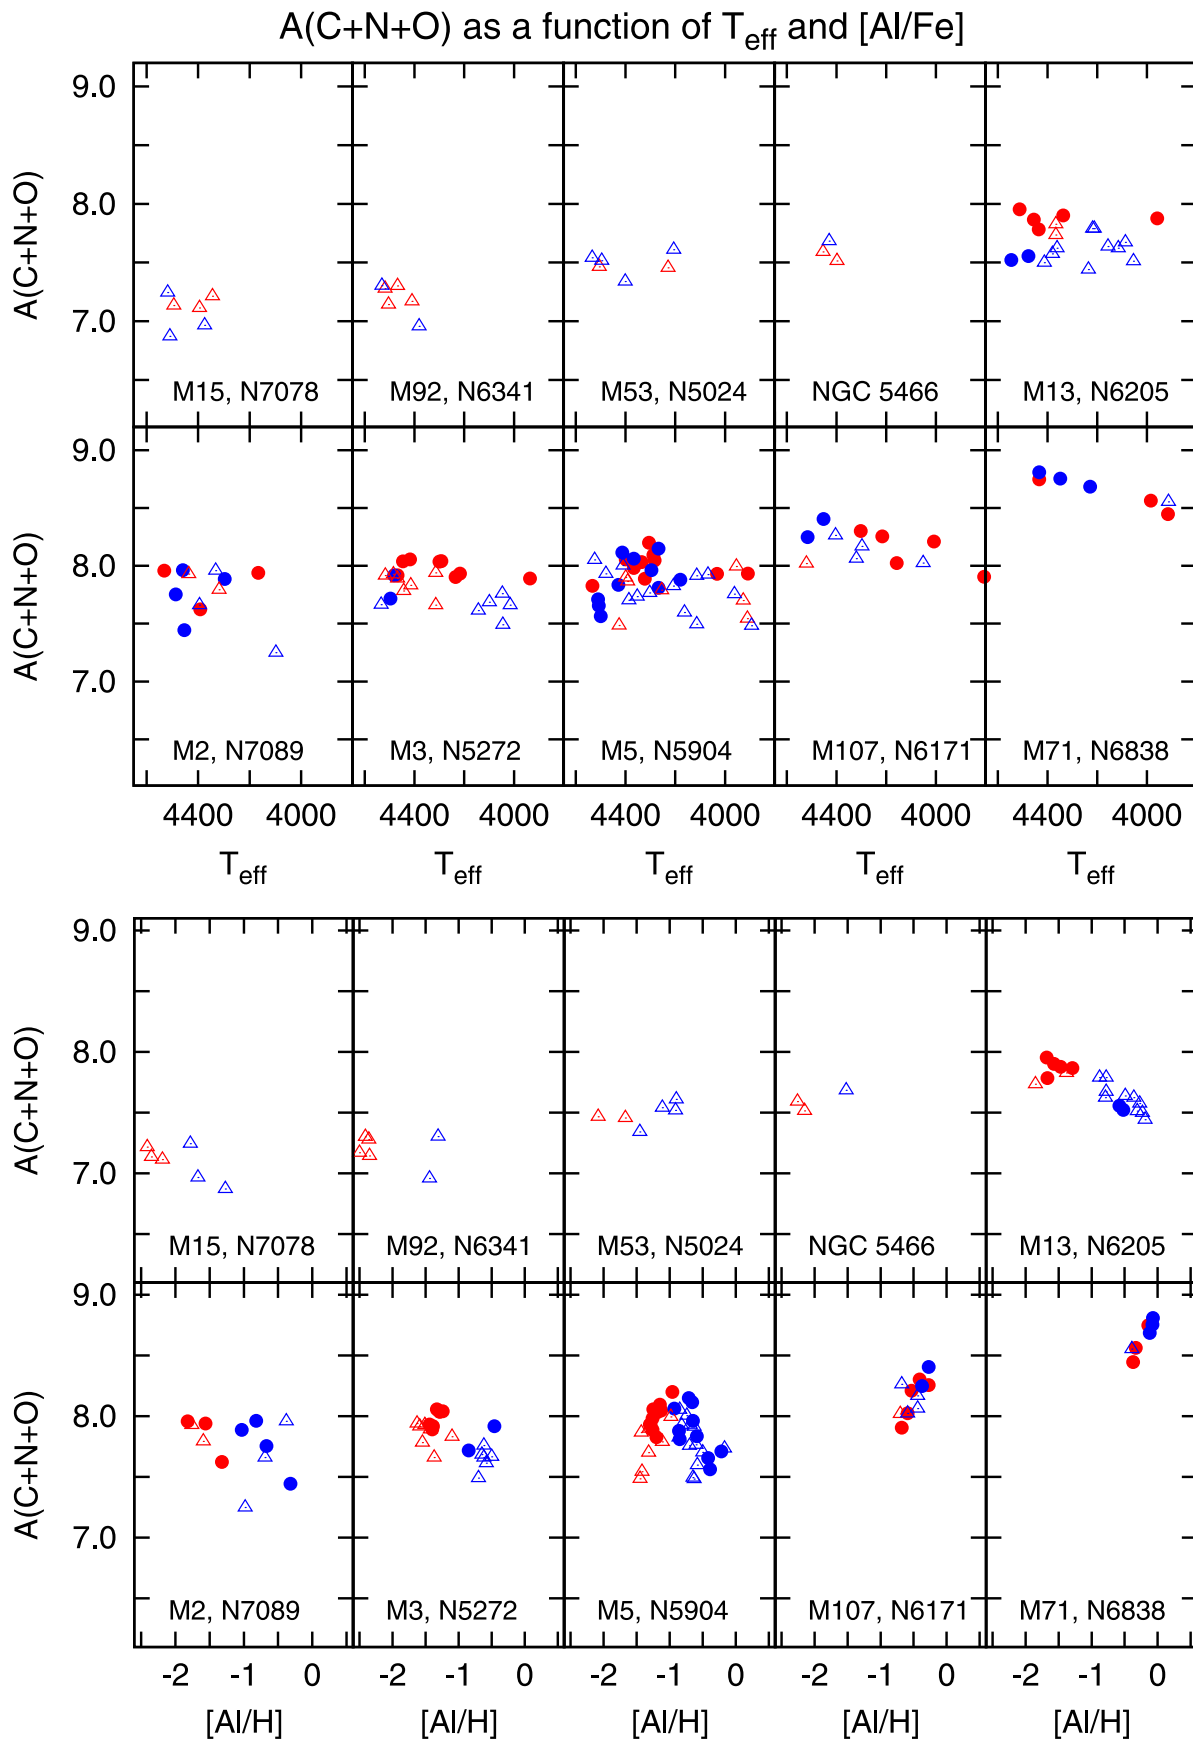 A(C+N+O) as a function of Teff and [Al/Fe]
9.0
8.0
7.0
A(C+N+O)
M15, N7078 M92, N6341 M53, N5024 NGC 5466 M13, N6205
9.0
8.0
7.0
A(C+N+O)
M2, N7089 M3, N5272 M5, N5904 M107, N6171 M71, N6838
4400 4000 4400 4000 4400 4000 4400 4000 4400 4000
Teff Teff Teff Teff Teff
9.0
8.0
7.0
A(C+N+O)
M15, N7078 M92, N6341 M53, N5024 NGC 5466 M13, N6205
9.0
8.0
7.0
A(C+N+O)
M2, N7089 M3, N5272 M5, N5904 M107, N6171 M71, N6838
-2 -1 0 -2 -1 0 -2 -1 0 -2 -1 0 -2 -1 0
[Al/H] [Al/H] [Al/H] [Al/H] [Al/H]